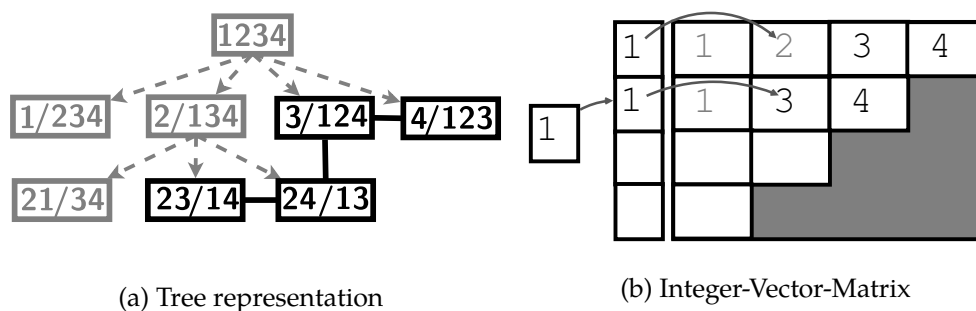 1234
1/234 2/134 3/124 4/123
21/34 23/14 24/13
(a) Tree representation
1 1 2 3 4
1 1 3 4
1
(b) Integer-Vector-Matrix